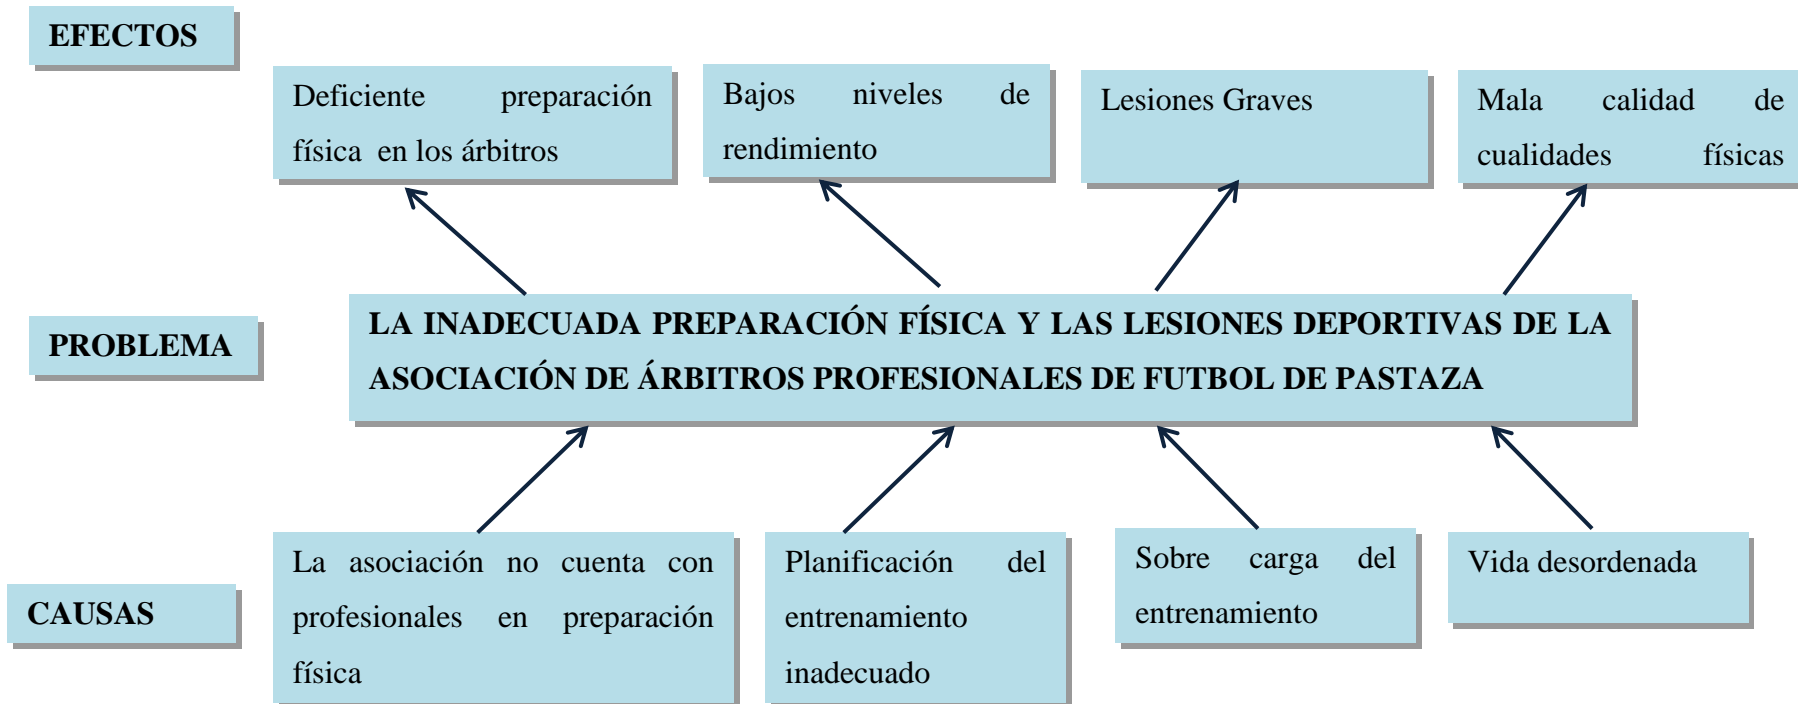 EFECTOS
Deficiente preparación
física en los árbitros
Bajos niveles de
rendimiento
Lesiones Graves
Mala calidad de
cualidades físicas
PROBLEMA
LA INADECUADA PREPARACIÓN FÍSICA Y LAS LESIONES DEPORTIVAS DE LA
ASOCIACIÓN DE ÁRBITROS PROFESIONALES DE FUTBOL DE PASTAZA
CAUSAS
La asociación no cuenta con
profesionales en preparación
física
Planificación del
entrenamiento
inadecuado
Sobre carga del
entrenamiento
Vida desordenada